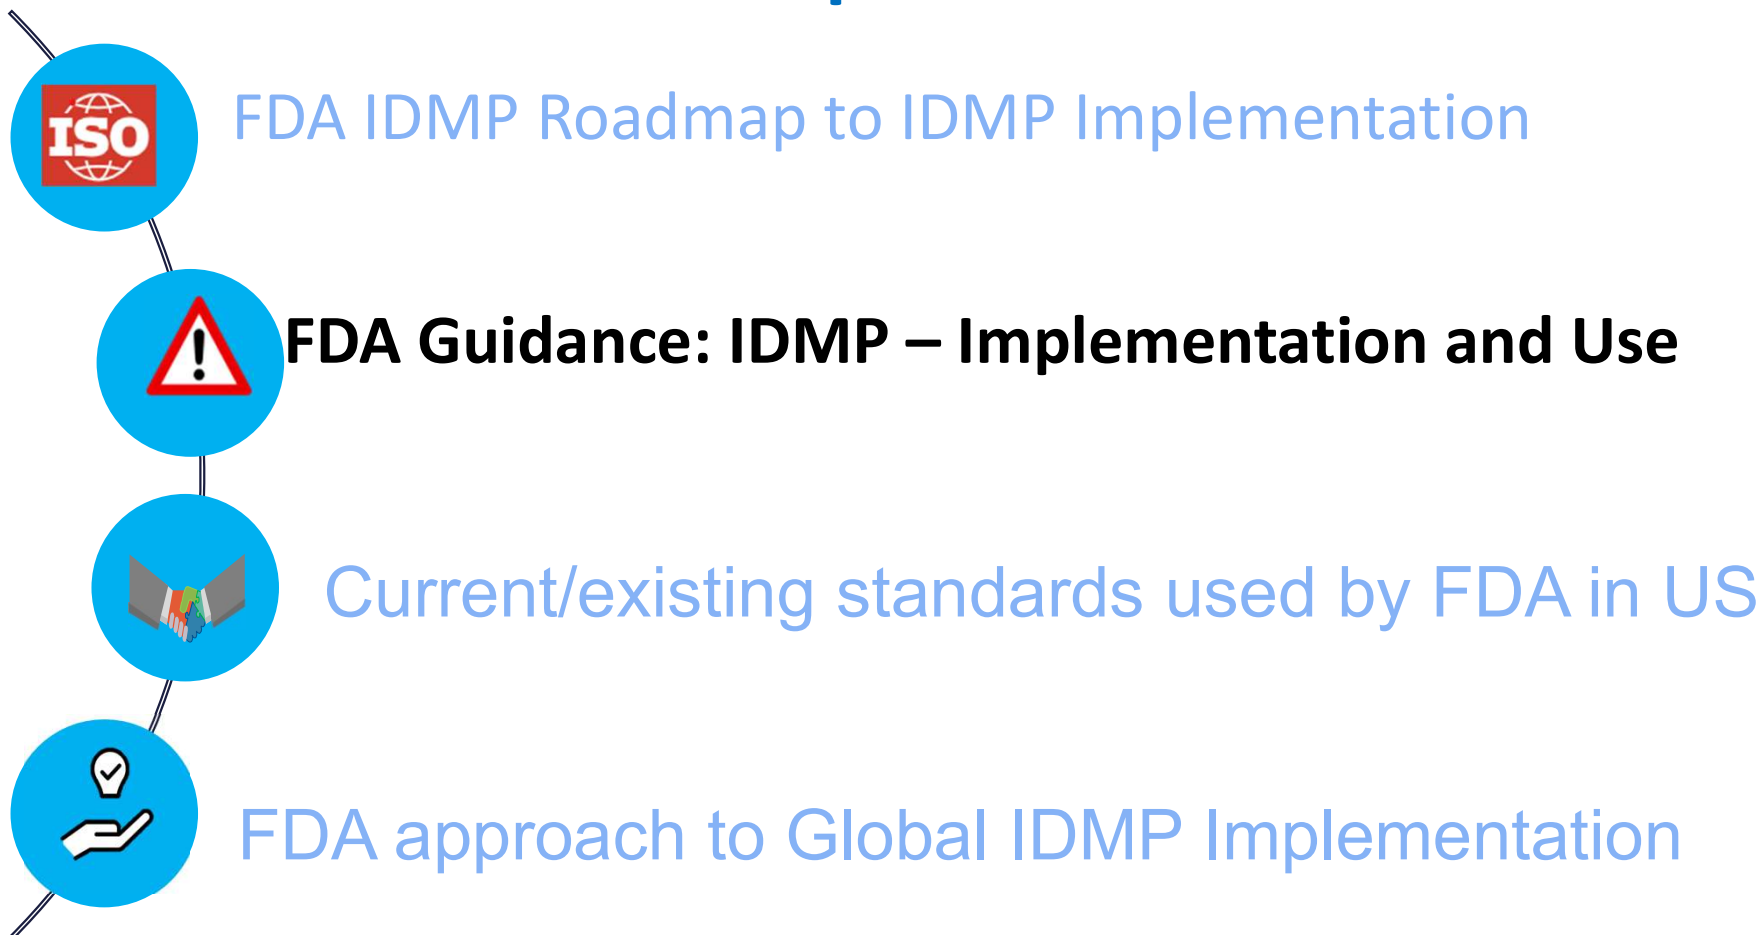 ISO
FDA IDMP Roadmap to IDMP Implementation
FDA Guidance: IDMP – Implementation and Use
Current/existing standards used by FDA in US
FDA approach to Global IDMP Implementation